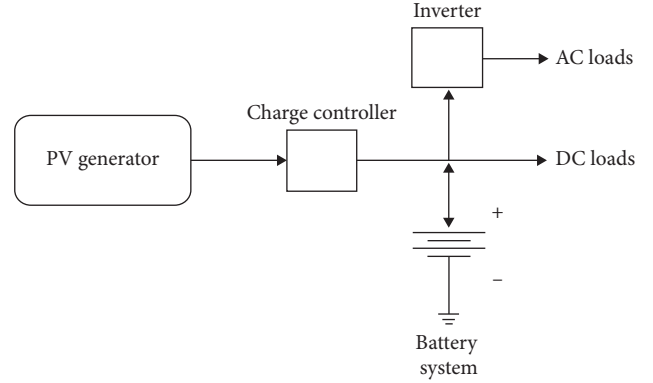 Inverter
AC loads
Charge controller
PV generator
DC loads
+
−
Battery
system